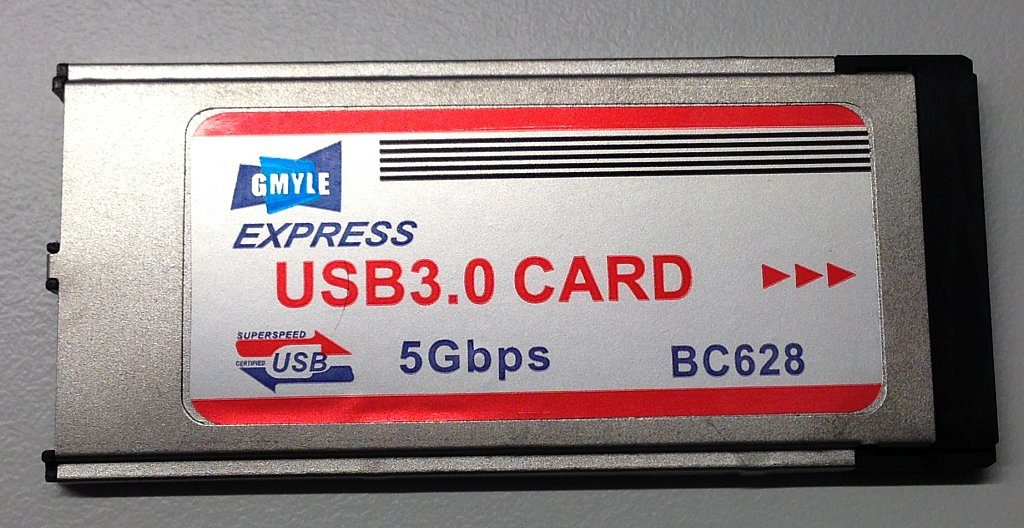 GMYLE
EXPRESS
USB3.0 CARD
SUPERSPEED
CERTIFIED
USB
5Gbps
BC628